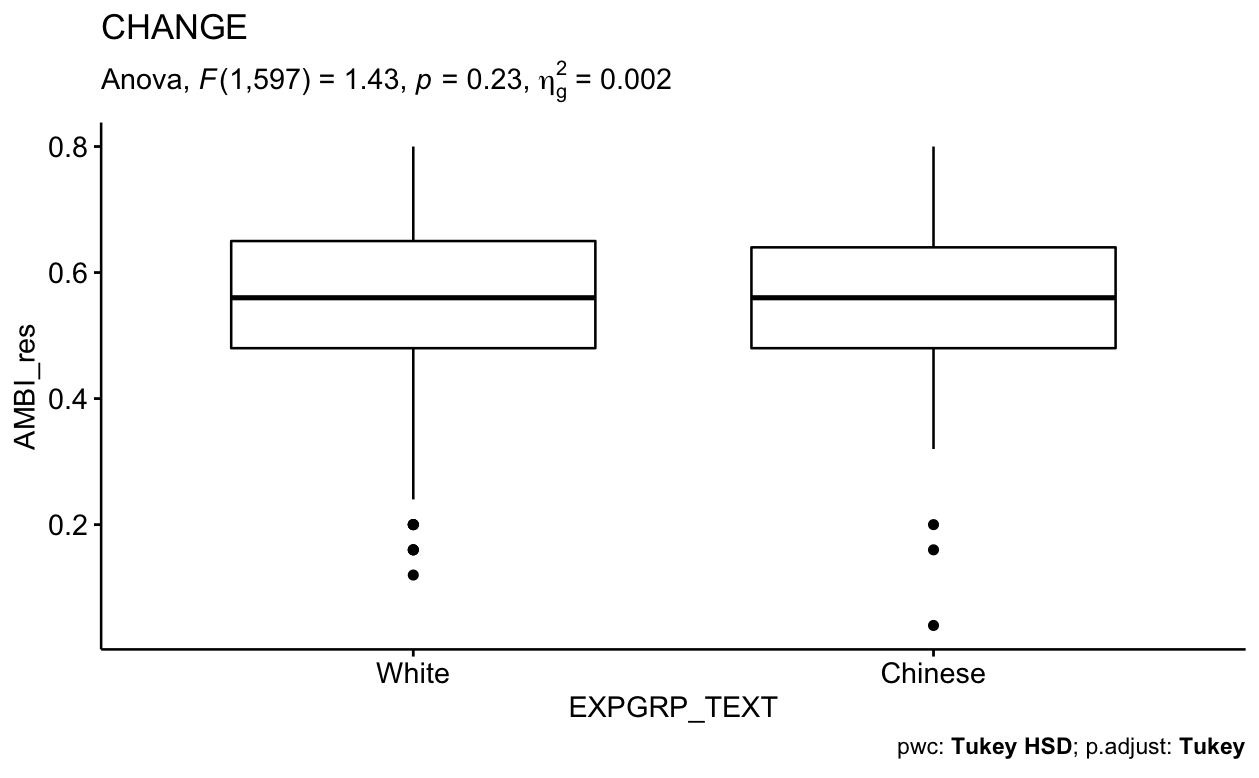 CHANGE
Anova, F(1,597) = 1.43, p = 0.23, η²g = 0.002
0.8
0.6
0.4
0.2
AMBI_res
White Chinese
EXPGRP_TEXT
pwc: Tukey HSD; p.adjust: Tukey